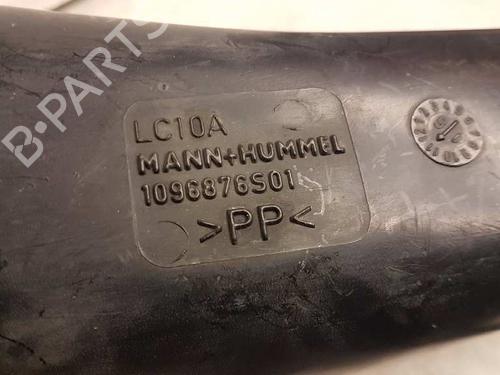 LC10A
MANN+HUMMEL
1096876S01
>PP<
B-PARTS